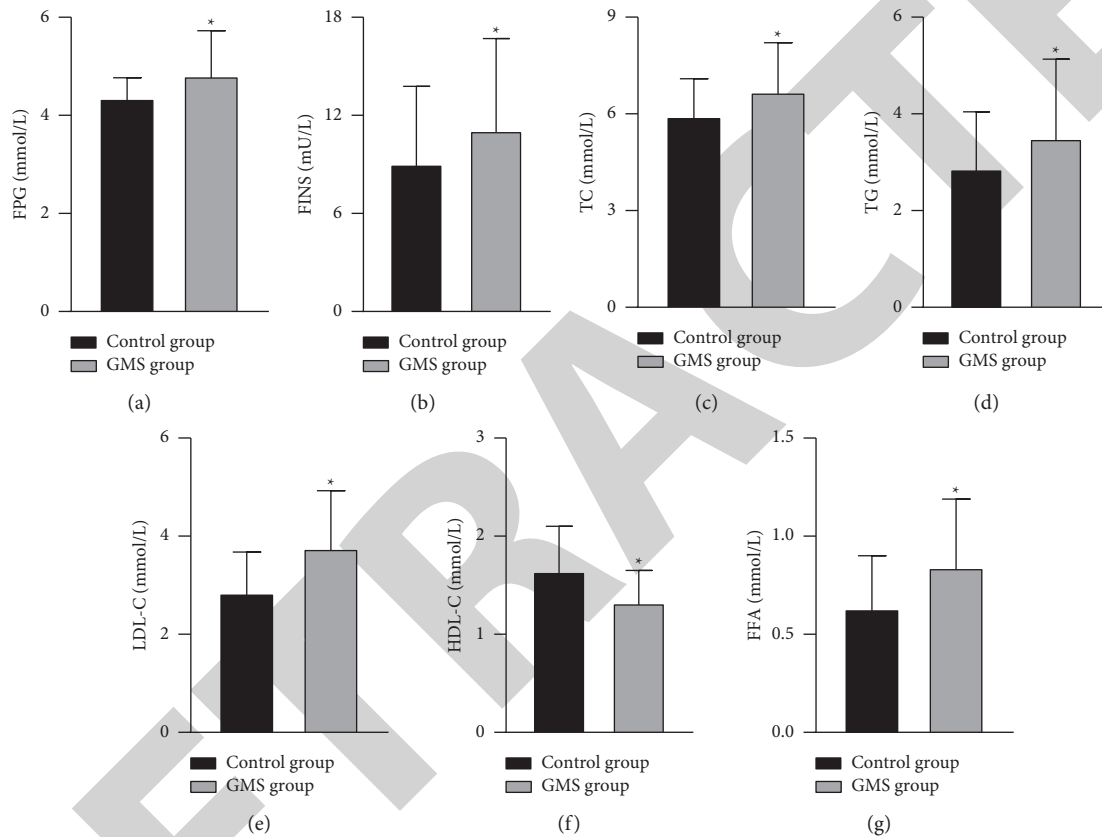 6
4
2
0
FPG (mmol/L)
*
Control group
GMS group
(a)
18
12
6
0
FINS (mU/L)
*
Control group
GMS group
(b)
9
6
3
0
TC (mmol/L)
*
Control group
GMS group
(c)
6
4
2
0
TG (mmol/L)
*
Control group
GMS group
(d)
6
4
2
0
LDL-C (mmol/L)
*
Control group
GMS group
(e)
3
2
1
0
HDL-C (mmol/L)
*
Control group
GMS group
(f)
1.5
1.0
0.5
0.0
FFA (mmol/L)
*
Control group
GMS group
(g)
ETRACTE